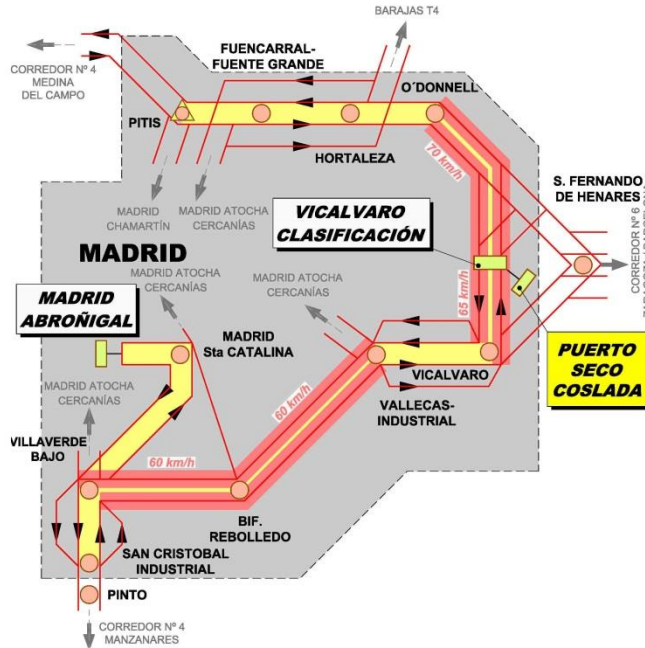 BARAJAS T4
FUENCARRAL-
FUENTE GRANDE
CORREDOR Nº 4
MEDINA
DEL CAMPO
O´DONNELL
PITIS
HORTALEZA
70 km/h
S. FERNANDO
DE HENARES
MADRID
CHAMARTÍN
MADRID ATOCHA
CERCANÍAS
VICALVARO
CLASIFICACIÓN
CORREDOR Nº 6
MADRID
MADRID ATOCHA
CERCANÍAS
MADRID ATOCHA
CERCANÍAS
65 km/h
MADRID
ABROÑIGAL
MADRID
Sta CATALINA
PUERTO
SECO
COSLADA
VICALVARO
MADRID ATOCHA
CERCANÍAS
VALLECAS-
INDUSTRIAL
60 km/h
VILLAVERDE
BAJO
60 km/h
BIF.
REBOLLEDO
SAN CRISTOBAL
INDUSTRIAL
PINTO
CORREDOR Nº 4
MANZANARES